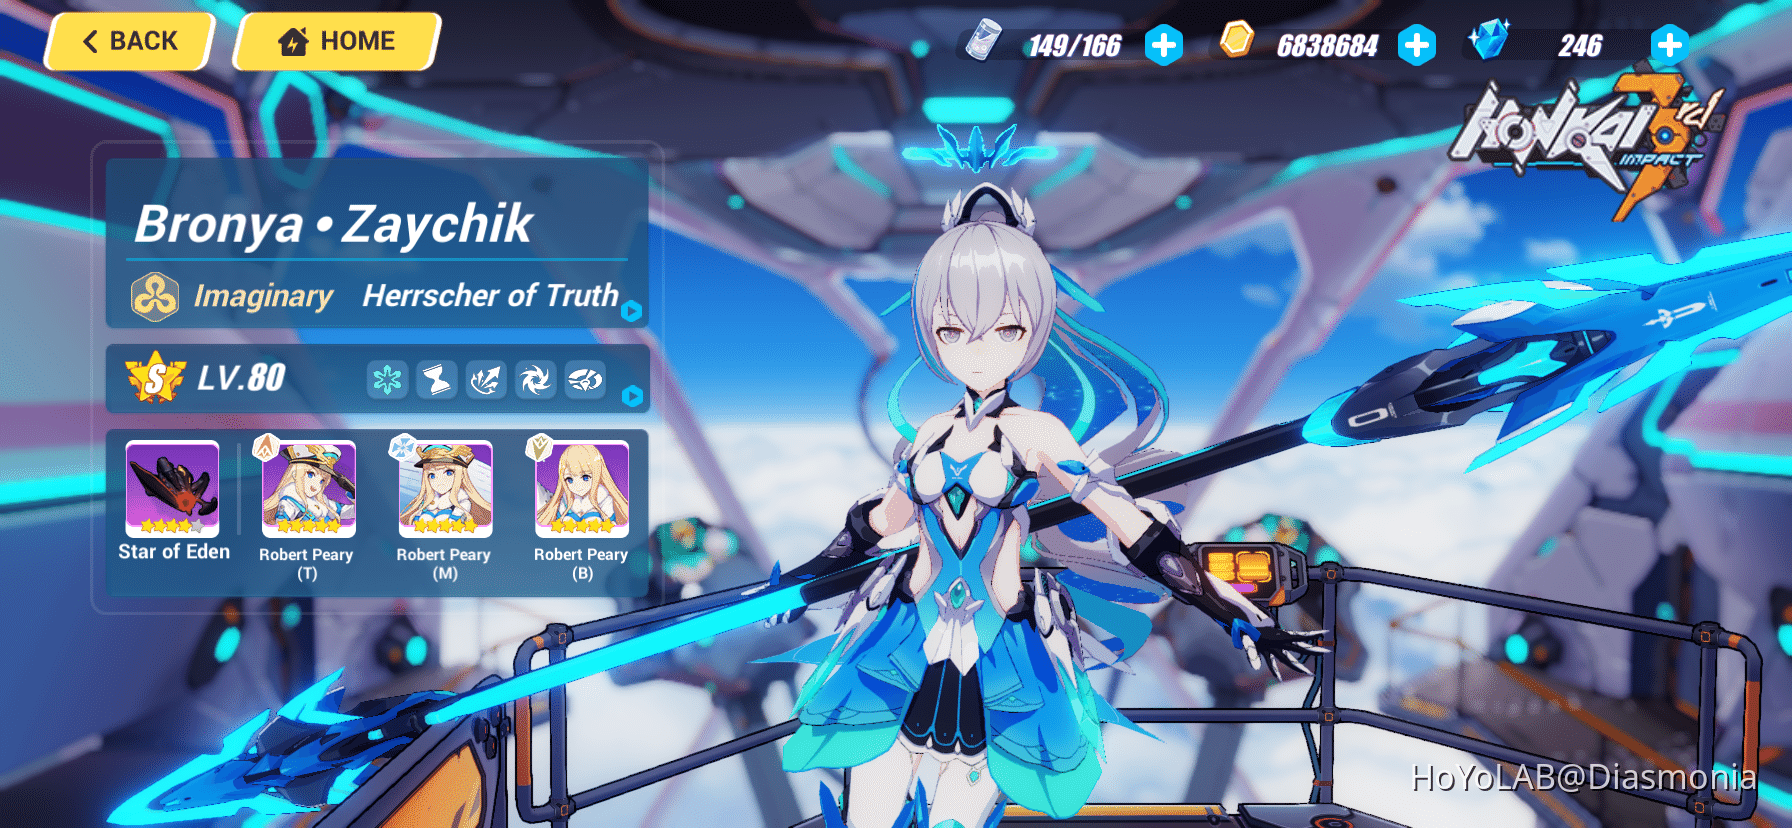 BACK
HOME
149/166
6838684
246
HONKAI 3rd
IMPACT
Bronya • Zaychik
Imaginary
Herrscher of Truth
S
LV.80
Star of Eden
Robert Peary
(T)
Robert Peary
(M)
Robert Peary
(B)
HoYoLAB@Diasmonia